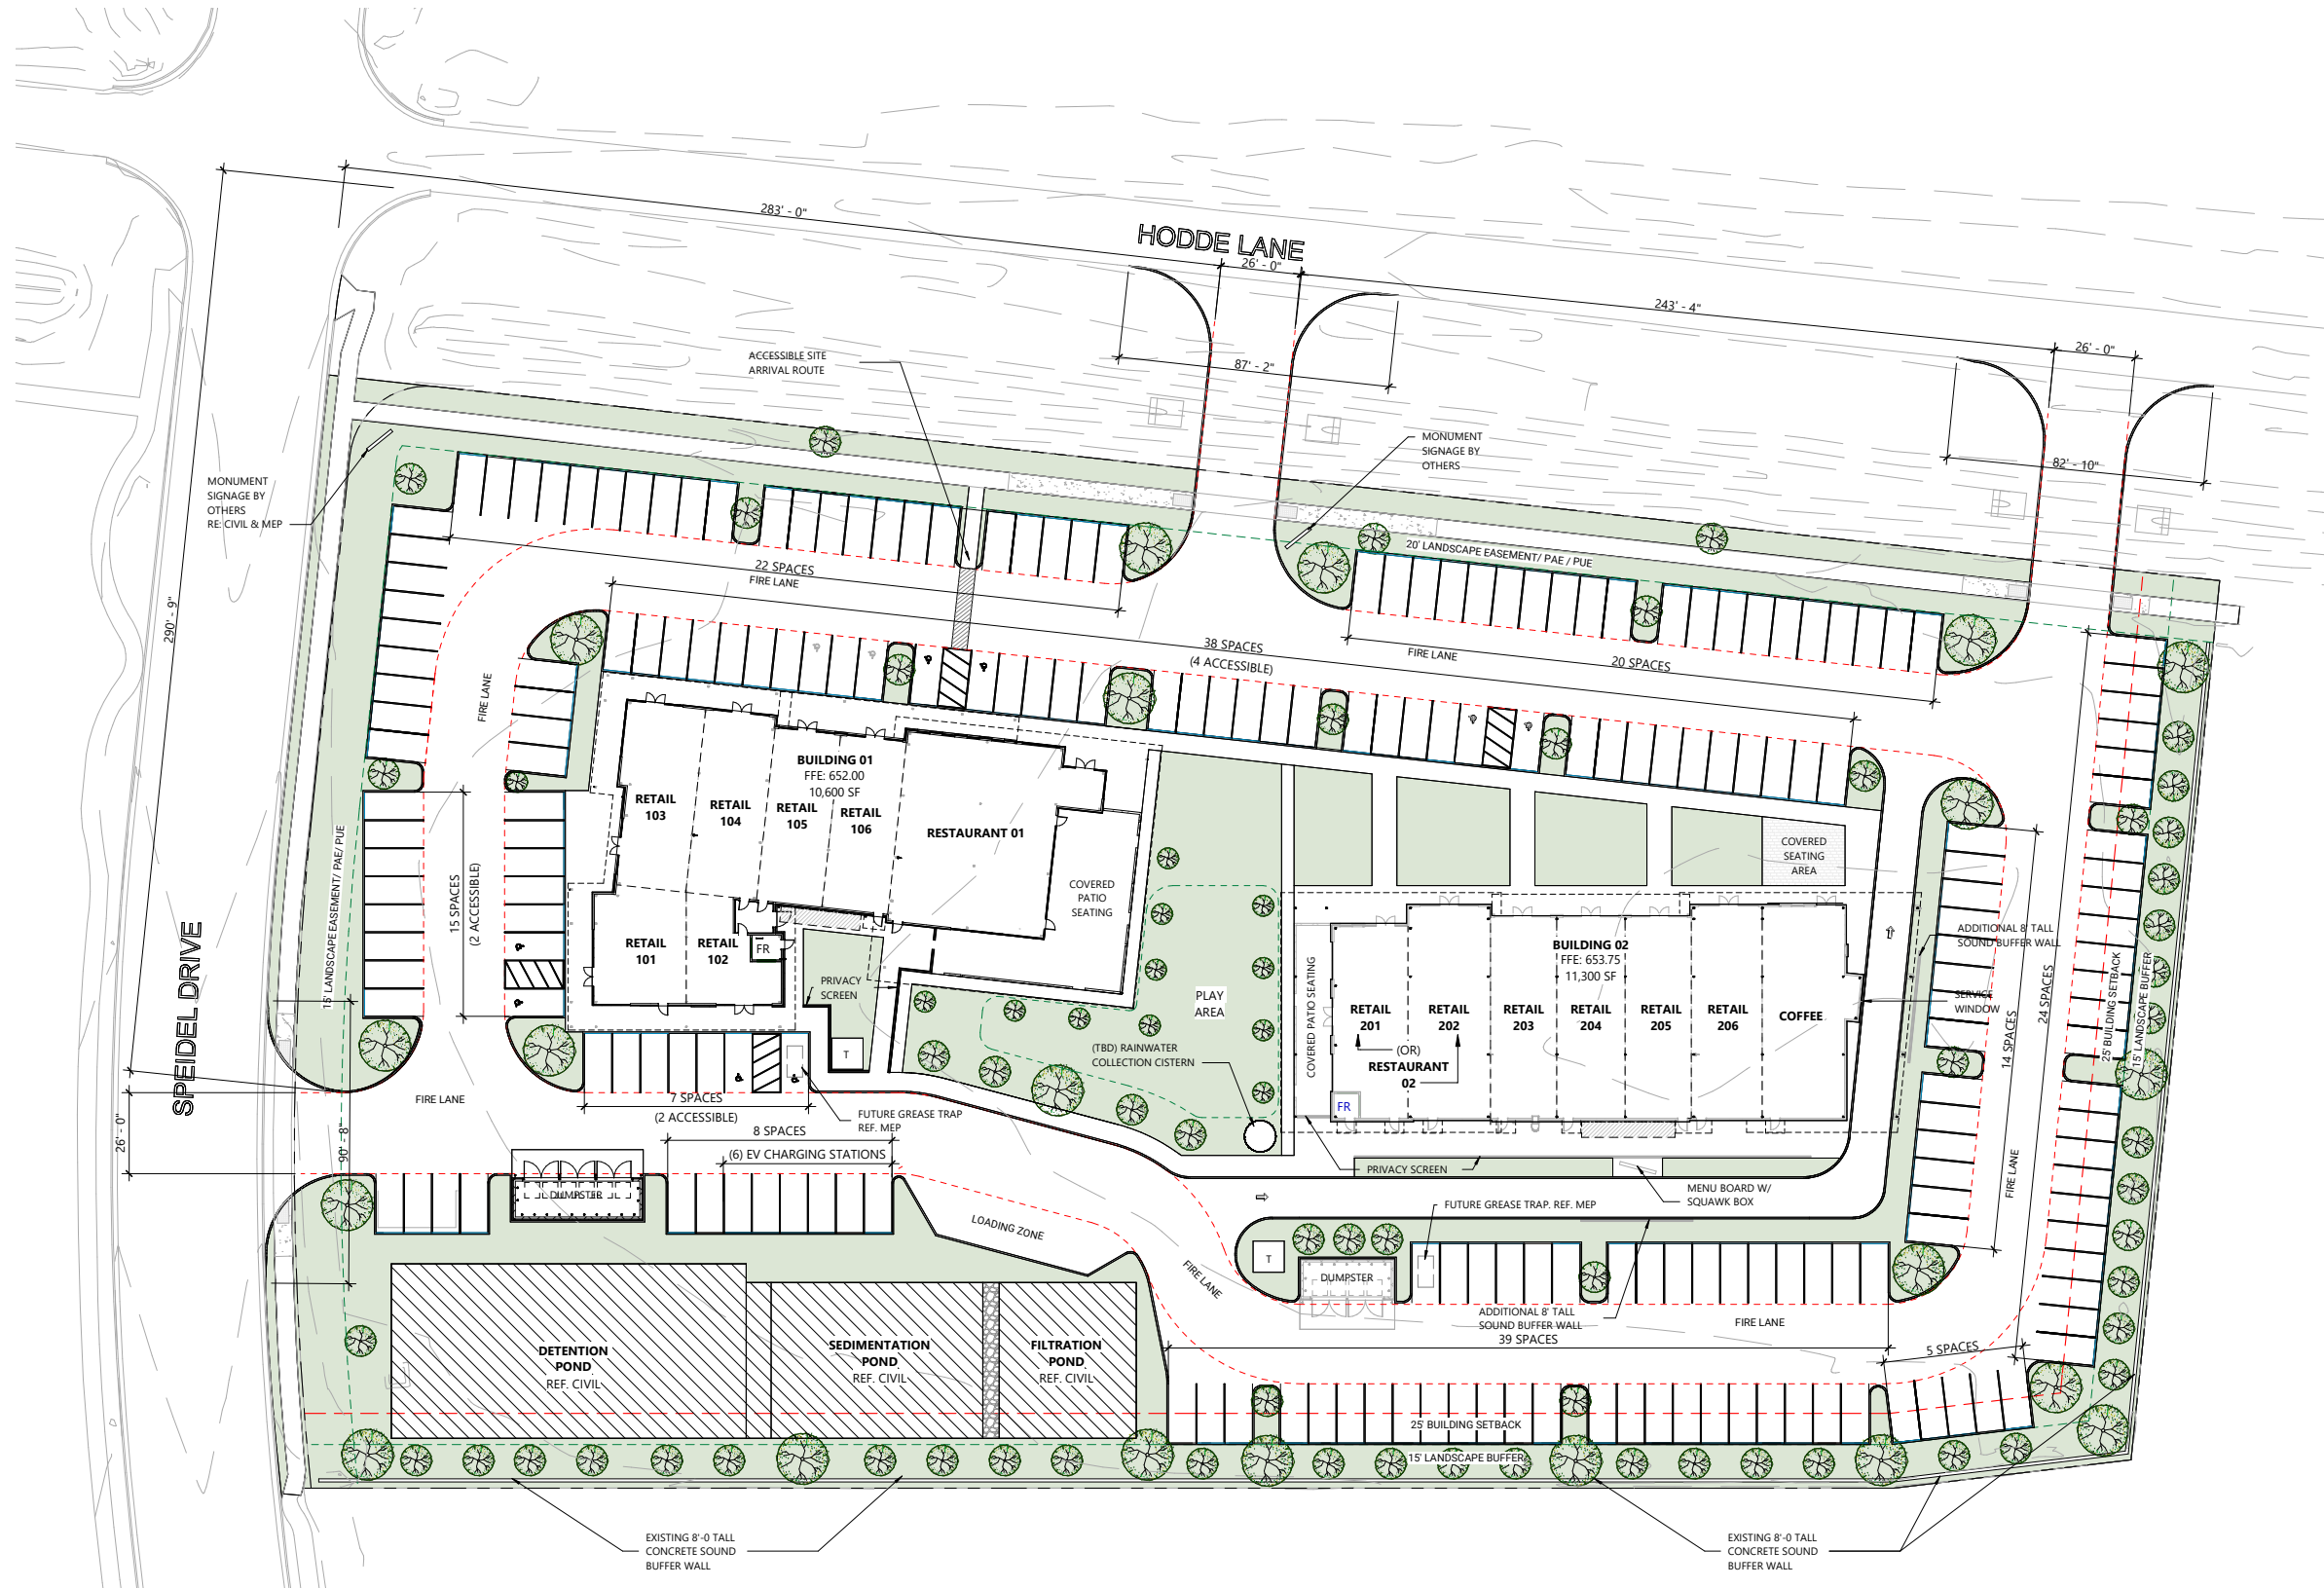 283' - 0"
HODDE LANE
26' - 0"
243' - 4"
26' - 0"
87' - 2"
82' - 10"
ACCESSIBLE SITE
ARRIVAL ROUTE
MONUMENT
SIGNAGE BY
OTHERS
MONUMENT
SIGNAGE BY
OTHERS
RE: CIVIL & MEP
20' LANDSCAPE EASEMENT/ PAE / PUE
22 SPACES
FIRE LANE
290' - 9"
38 SPACES
(4 ACCESSIBLE)
FIRE LANE
20 SPACES
FIRE LANE
BUILDING 01
FFE: 652.00
10,600 SF
RETAIL
103
RETAIL
104
RETAIL
105
RETAIL
106
RESTAURANT 01
COVERED
PATIO
SEATING
COVERED
SEATING
AREA
15' LANDSCAPE EASEMENT/ PAE/ PUE
15 SPACES
(2 ACCESSIBLE)
RETAIL
101
RETAIL
102
FR
PRIVACY
SCREEN
T
PLAY
AREA
COVERED PATIO SEATING
BUILDING 02
FFE: 653.75
11,300 SF
RETAIL
201
RETAIL
202
RETAIL
203
RETAIL
204
RETAIL
205
RETAIL
206
COFFEE
(OR)
RESTAURANT
02
FR
ADDITIONAL 8' TALL
SOUND BUFFER WALL
SERVICE
WINDOW
24 SPACES
14 SPACES
25' BUILDING SETBACK
15' LANDSCAPE BUFFER
FIRE LANE
SPEIDEL DRIVE
(TBD) RAINWATER
COLLECTION CISTERN
FIRE LANE
7 SPACES
(2 ACCESSIBLE)
FUTURE GREASE TRAP
REF. MEP
26' - 0"
90' - 8"
8 SPACES
(6) EV CHARGING STATIONS
DUMPSTER
LOADING ZONE
PRIVACY SCREEN
MENU BOARD W/
SQUAWK BOX
FUTURE GREASE TRAP. REF. MEP
T
DUMPSTER
FIRE LANE
ADDITIONAL 8' TALL
SOUND BUFFER WALL
FIRE LANE
39 SPACES
5 SPACES
DETENTION
POND
REF. CIVIL
SEDIMENTATION
POND
REF. CIVIL
FILTRATION
POND
REF. CIVIL
25' BUILDING SETBACK
15' LANDSCAPE BUFFER
EXISTING 8'-0 TALL
CONCRETE SOUND
BUFFER WALL
EXISTING 8'-0 TALL
CONCRETE SOUND
BUFFER WALL